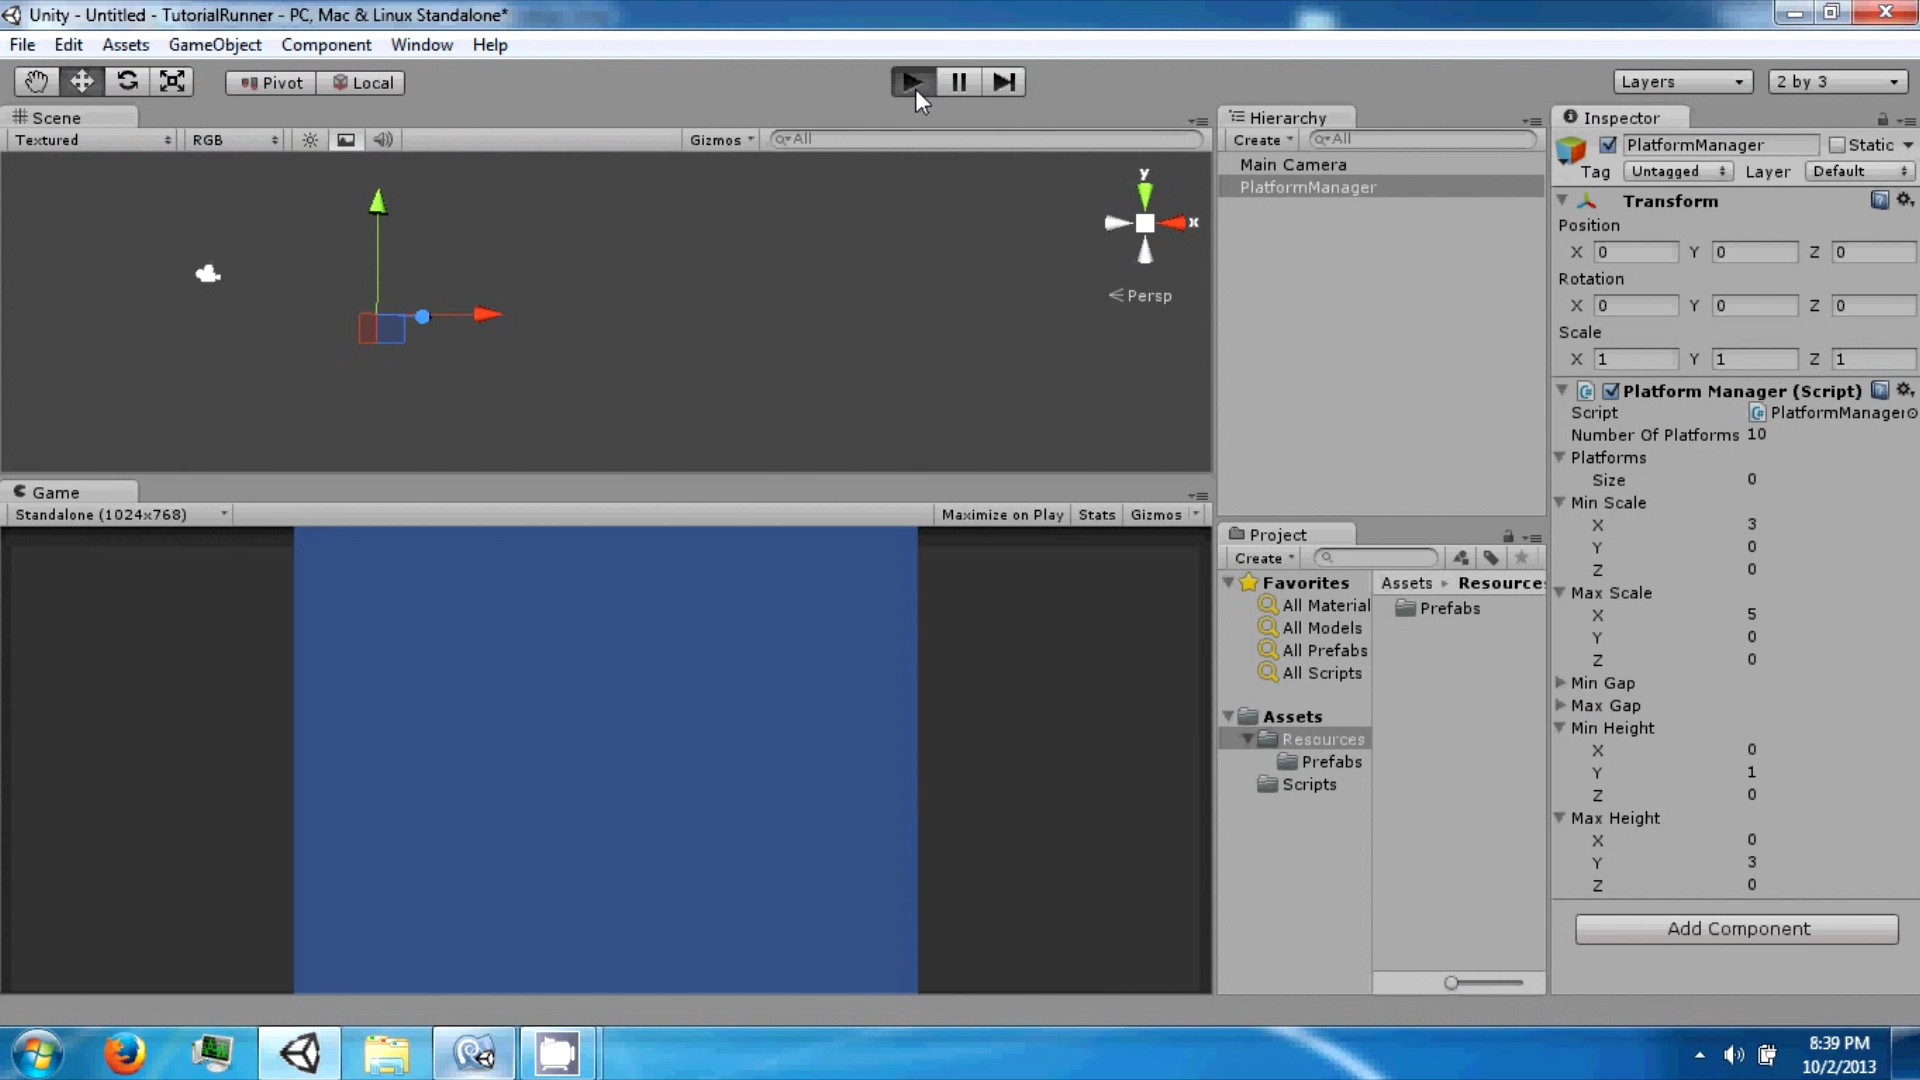 Unity - Untitled - TutorialRunner - PC, Mac & Linux Standalone*
File Edit Assets GameObject Component Window Help
Pivot Local
Layers 2 by 3
Scene
Textured RGB Gizmos All
y
x
Persp
Game
Standalone (1024x768) Maximize on Play Stats Gizmos
Hierarchy
Create All
Main Camera
PlatformManager
Project
Create
Favorites
All Material
All Models
All Prefabs
All Scripts
Assets
Resources
Prefabs
Scripts
Assets Resources
Prefabs
Inspector
PlatformManager Static
Tag Untagged Layer Default
Transform
Position
X 0 Y 0 Z 0
Rotation
X 0 Y 0 Z 0
Scale
X 1 Y 1 Z 1
Platform Manager (Script)
Script PlatformManager
Number Of Platforms 10
Platforms
Size 0
Min Scale
X 3
Y 0
Z 0
Max Scale
X 5
Y 0
Z 0
Min Gap
Max Gap
Min Height
X 0
Y 1
Z 0
Max Height
X 0
Y 3
Z 0
Add Component
8:39 PM
10/2/2013